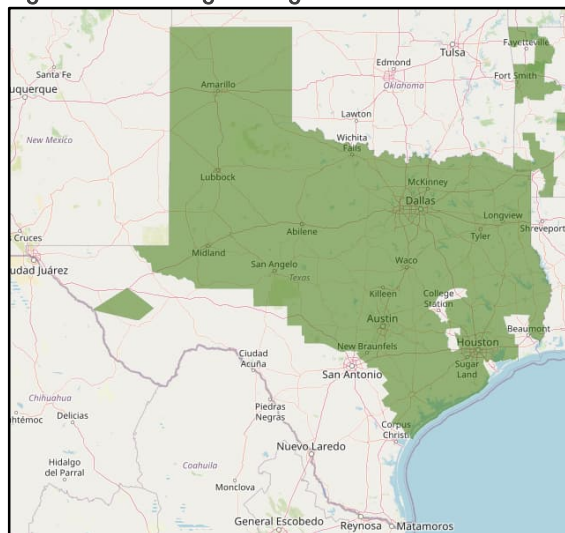 Tulsa
Fayetteville
Santa Fe
Edmond
Amarillo
Fort Smith
uquerque
Oklahoma
Lawton
New Mexico
Wichita
Falls
Lubbock
McKinney
Dallas
Longview
Abilene
Shreveport
Cruces
Tyler
Midland
Waco
San Angelo
udad Juárez
Texas
Killeen
College
Station
Austin
Beaumont
New Braunfels
Houston
Ciudad
Acuña
San Antonio
Sugar
Land
Chihuahua
Piedras
Negras
Corpus
Christi
htémoc
Delicias
Nuevo Laredo
Hidalgo
del Parral
Coahuila
Monclova
General Escobedo
Reynosa
Matamoros